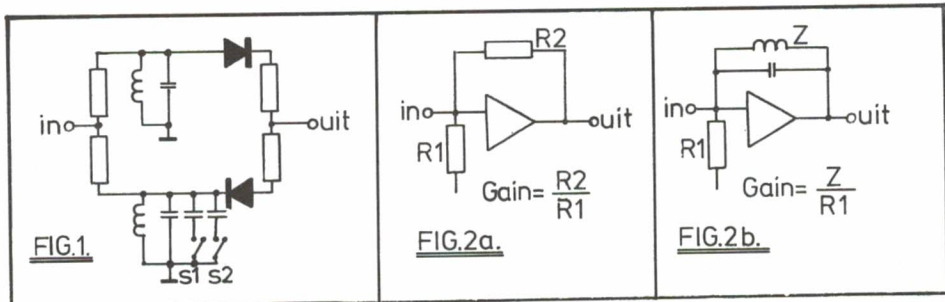 in
uit
s1 s2
FIG.1.
R2
in
uit
R1
Gain= R2
R1
FIG.2a.
Z
in
uit
R1
Gain= Z
R1
FIG.2b.